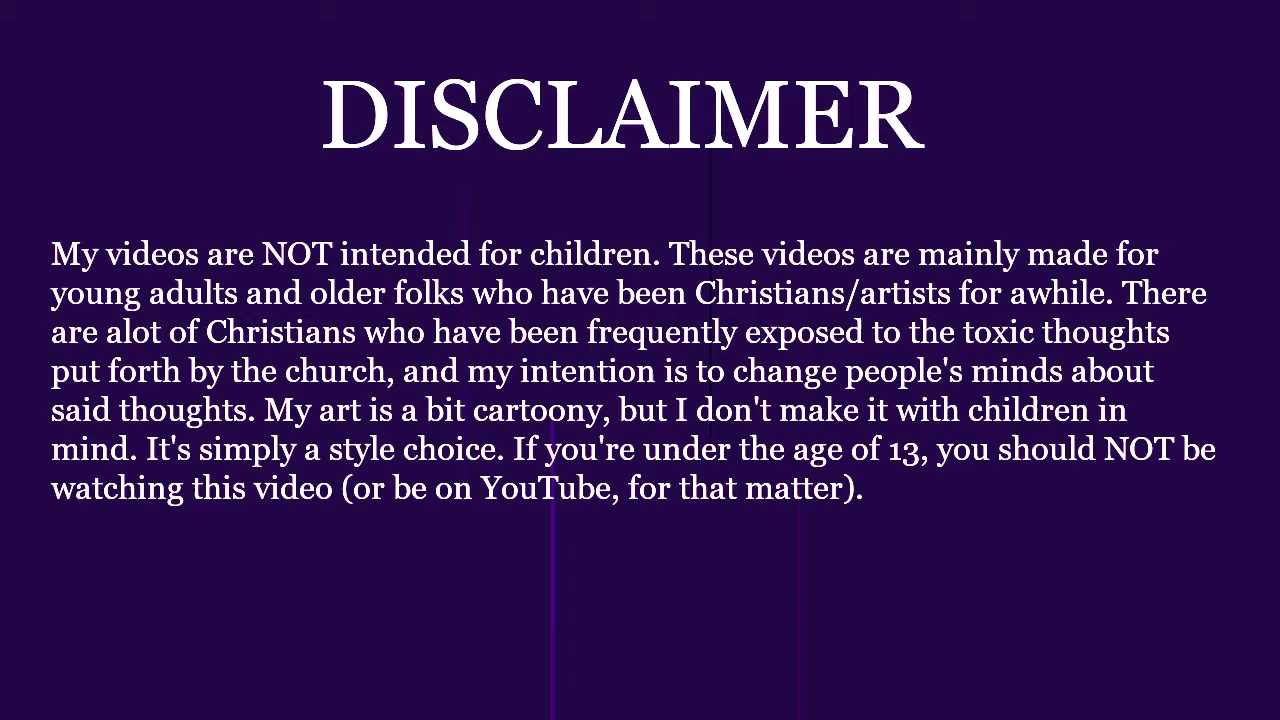 DISCLAIMER
My videos are NOT intended for children. These videos are mainly made for
young adults and older folks who have been Christians/artists for awhile. There
are alot of Christians who have been frequently exposed to the toxic thoughts
put forth by the church, and my intention is to change people's minds about
said thoughts. My art is a bit cartoony, but I don't make it with children in
mind. It's simply a style choice. If you're under the age of 13, you should NOT be
watching this video (or be on YouTube, for that matter).